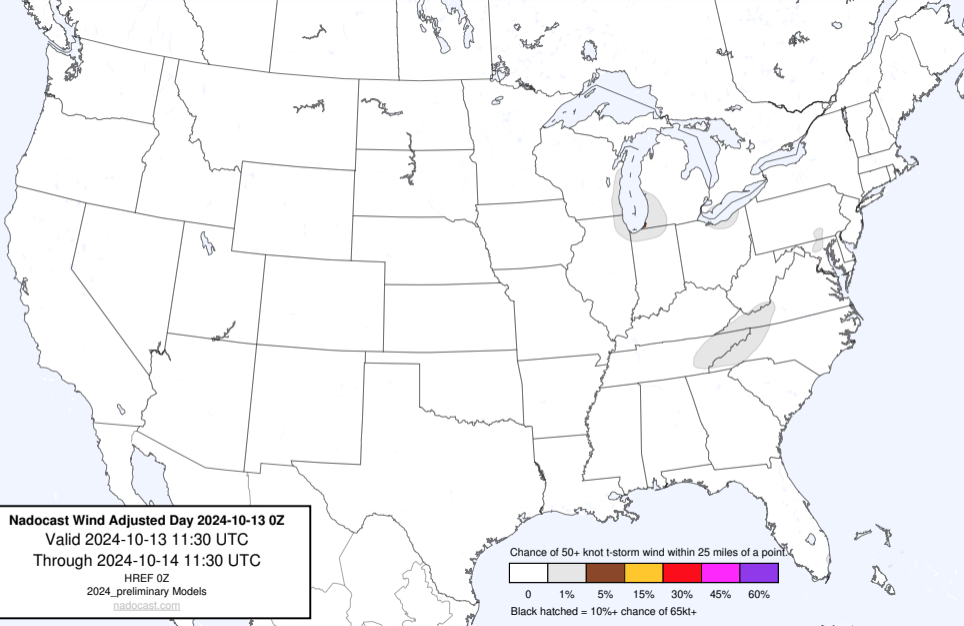 Nadocast Wind Adjusted Day 2024-10-13 0Z
Valid 2024-10-13 11:30 UTC
Through 2024-10-14 11:30 UTC
HREF 0Z
2024_preliminary Models
nadocast.com
Chance of 50+ knot t-storm wind within 25 miles of a point.
0 1% 5% 15% 30% 45% 60%
Black hatched = 10%+ chance of 65kt+